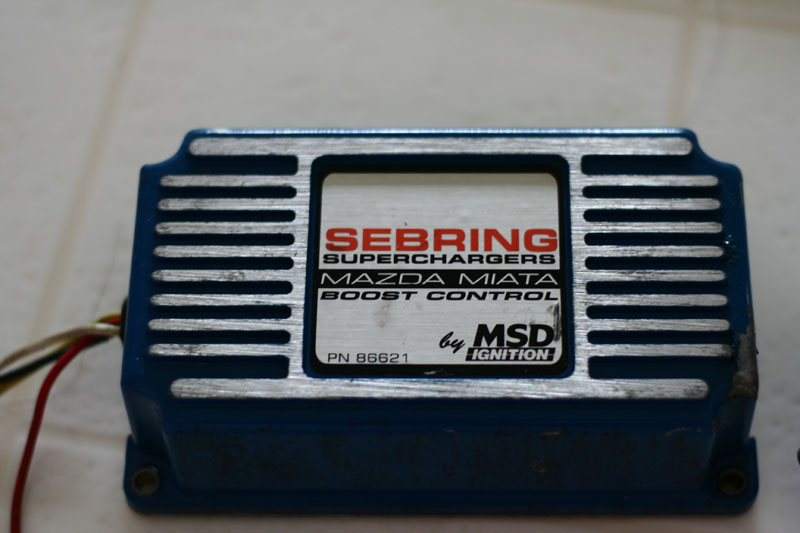 SEBRING
SUPERCHARGERS
MAZDA MIATA
BOOST CONTROL
by MSD
IGNITION
PN 86621